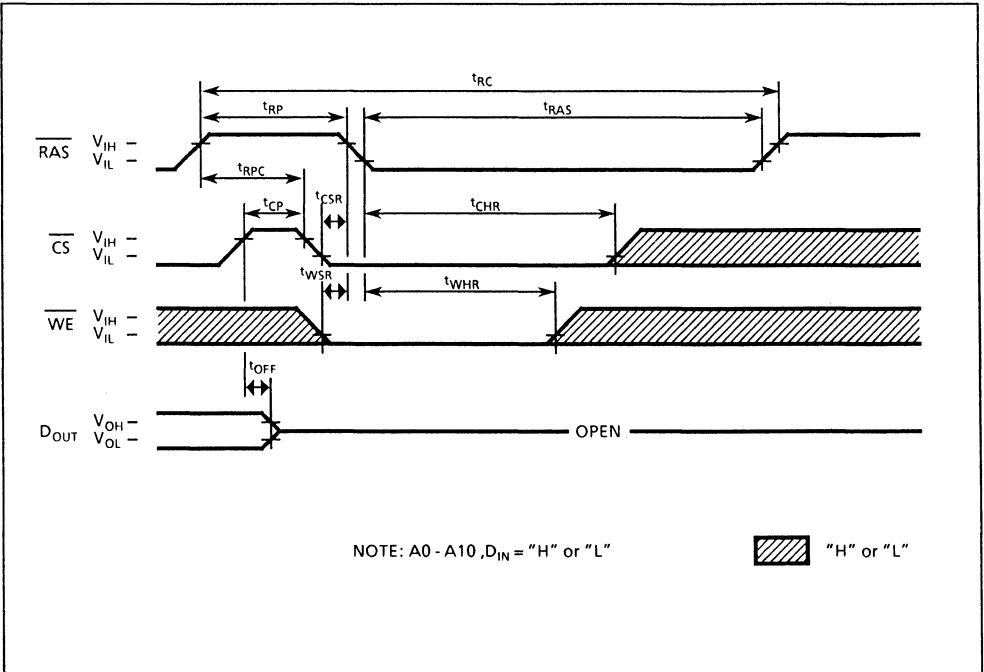 tRC
tRP
tRAS
RAS
VIH
VIL
tRPC
tCP
tCSR
tCHR
CS
VIH
VIL
tWSR
tWHR
WE
VIH
VIL
tOFF
DOUT
VOH
VOL
OPEN
NOTE: A0 - A10 ,DIN = "H" or "L"
"H" or "L"